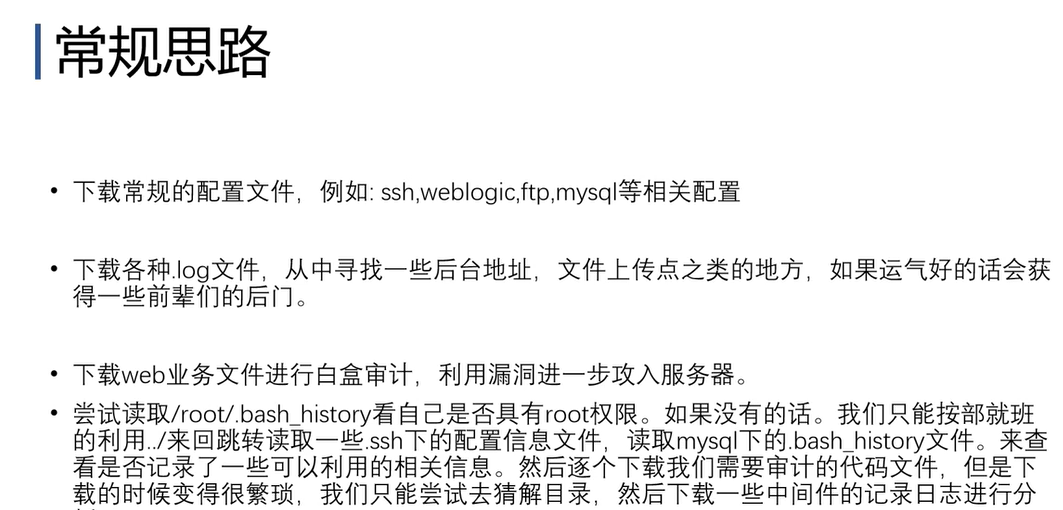 常规思路
• 下载常规的配置文件，例如: ssh,weblogic,ftp,mysql等相关配置
• 下载各种.log文件，从中寻找一些后台地址，文件上传点之类的地方，如果运气好的话会获
得一些前辈们的后门。
• 下载web业务文件进行白盒审计，利用漏洞进一步攻入服务器。
• 尝试读取/root/.bash_history看自己是否具有root权限。如果没有的话。我们只能按部就班
的利用../来回跳转读取一些.ssh下的配置信息文件，读取mysql下的.bash_history文件。来查
看是否记录了一些可以利用的相关信息。然后逐个下载我们需要审计的代码文件，但是下
载的时候变得很繁琐，我们只能尝试去猜解目录，然后下载一些中间件的记录日志进行分